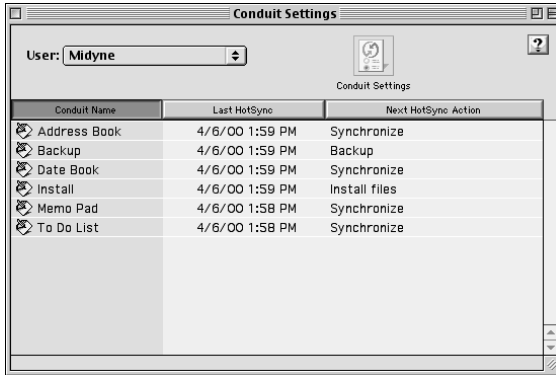 Conduit Settings
User: Midyne
?
Conduit Settings
Conduit Name Last HotSync Next HotSync Action
Address Book 4/6/00 1:59 PM Synchronize
Backup 4/6/00 1:59 PM Backup
Date Book 4/6/00 1:59 PM Synchronize
Install 4/6/00 1:59 PM Install files
Memo Pad 4/6/00 1:58 PM Synchronize
To Do List 4/6/00 1:58 PM Synchronize